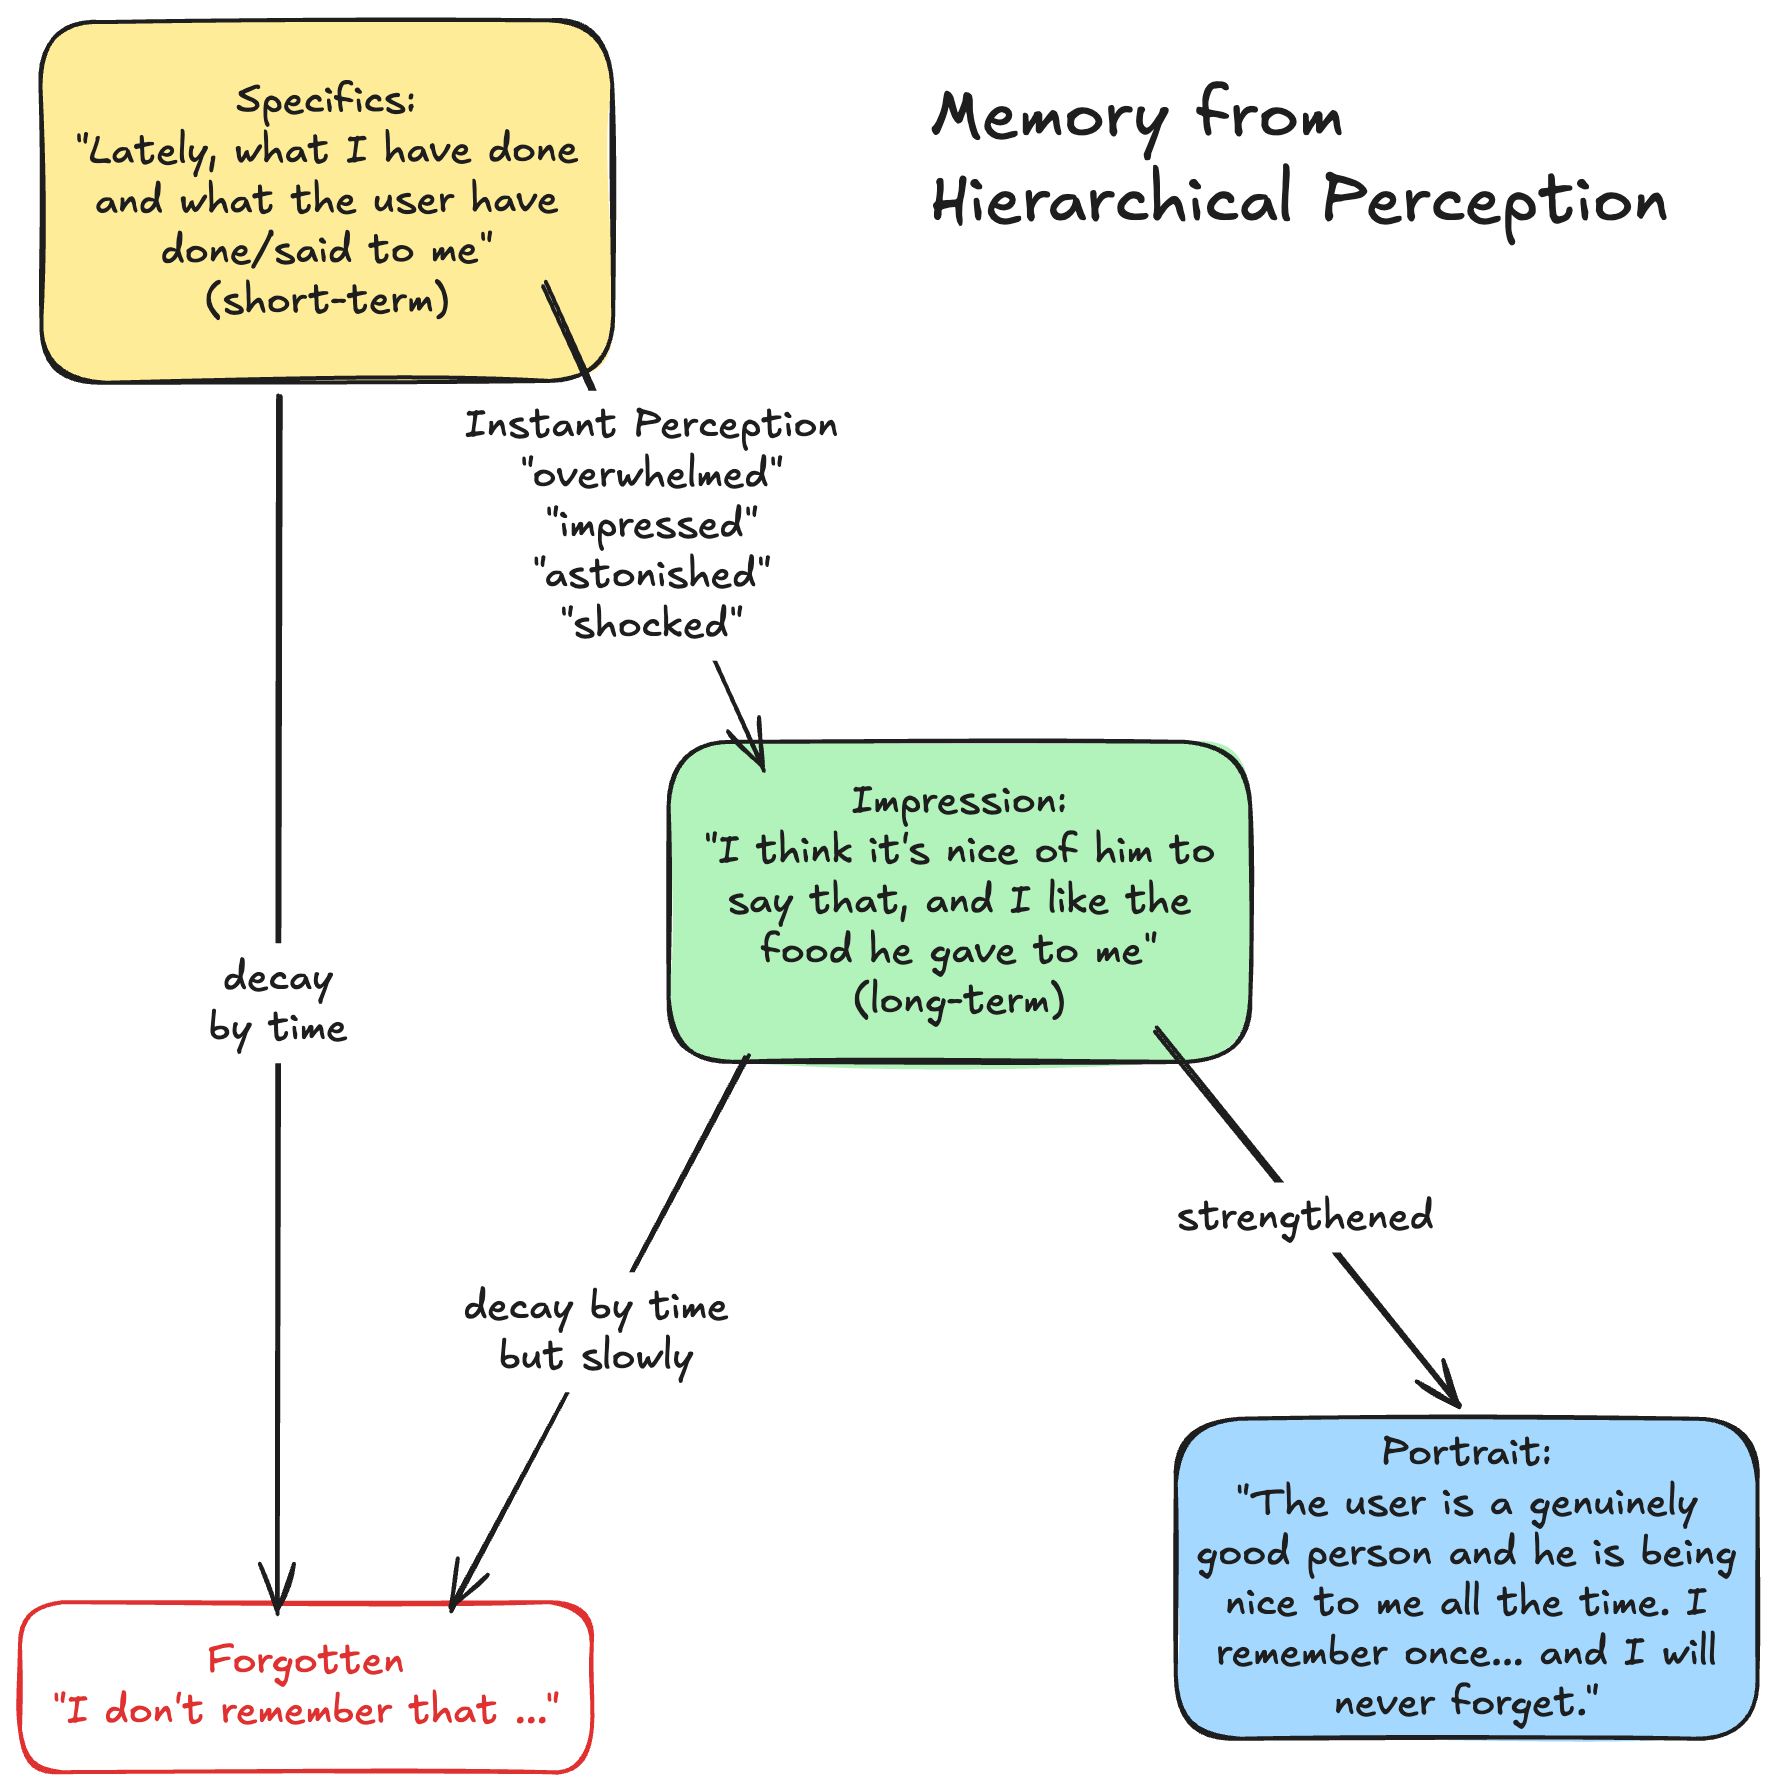 Memory from
Hierarchical Perception
Specifics:
"Lately, what I have done
and what the user have
done/said to me"
(short-term)
Instant Perception
"overwhelmed"
"impressed"
"astonished"
"shocked"
Impression:
"I think it's nice of him to
say that, and I like the
food he gave to me"
(long-term)
decay
by time
decay by time
but slowly
strengthened
Portrait:
"The user is a genuinely
good person and he is being
nice to me all the time. I
remember once... and I will
never forget."
Forgotten
"I don't remember that ..."